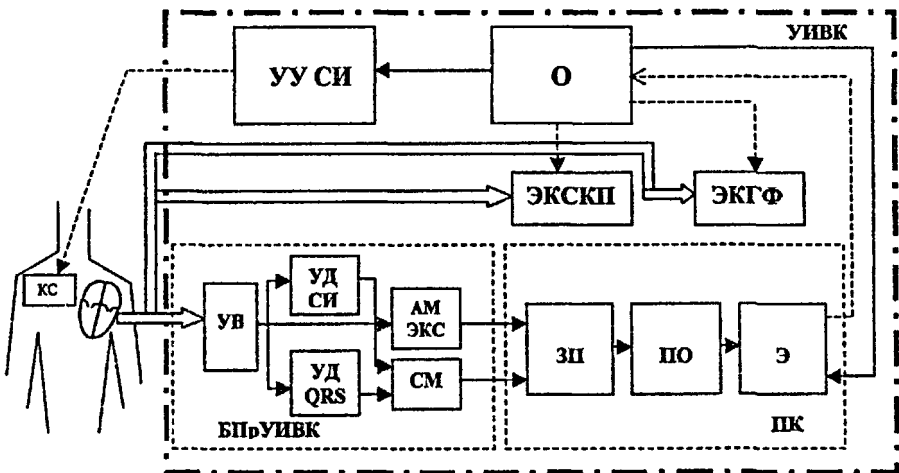 УИВК
УУ СИ
О
ЭКСКП
ЭКГФ
КС
УВ
УД
СИ
АМ
ЭКС
УД
QRS
СМ
ЗП
ПО
Э
БПрУИВК
ПК